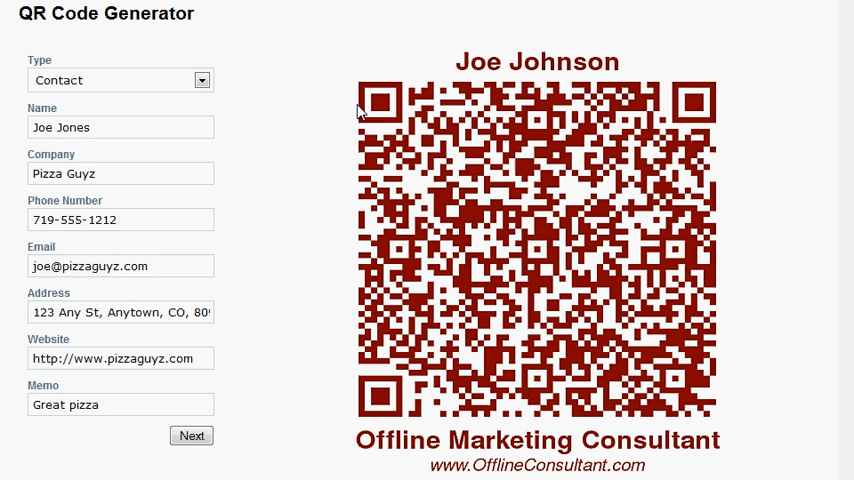 QR Code Generator
Type
Contact
Name
Joe Jones
Company
Pizza Guyz
Phone Number
719-555-1212
Email
joe@pizzaguyz.com
Address
123 Any St, Anytown, CO, 809
Website
http://www.pizzaguyz.com
Memo
Great pizza
Next
Joe Johnson
Offline Marketing Consultant
www.OfflineConsultant.com